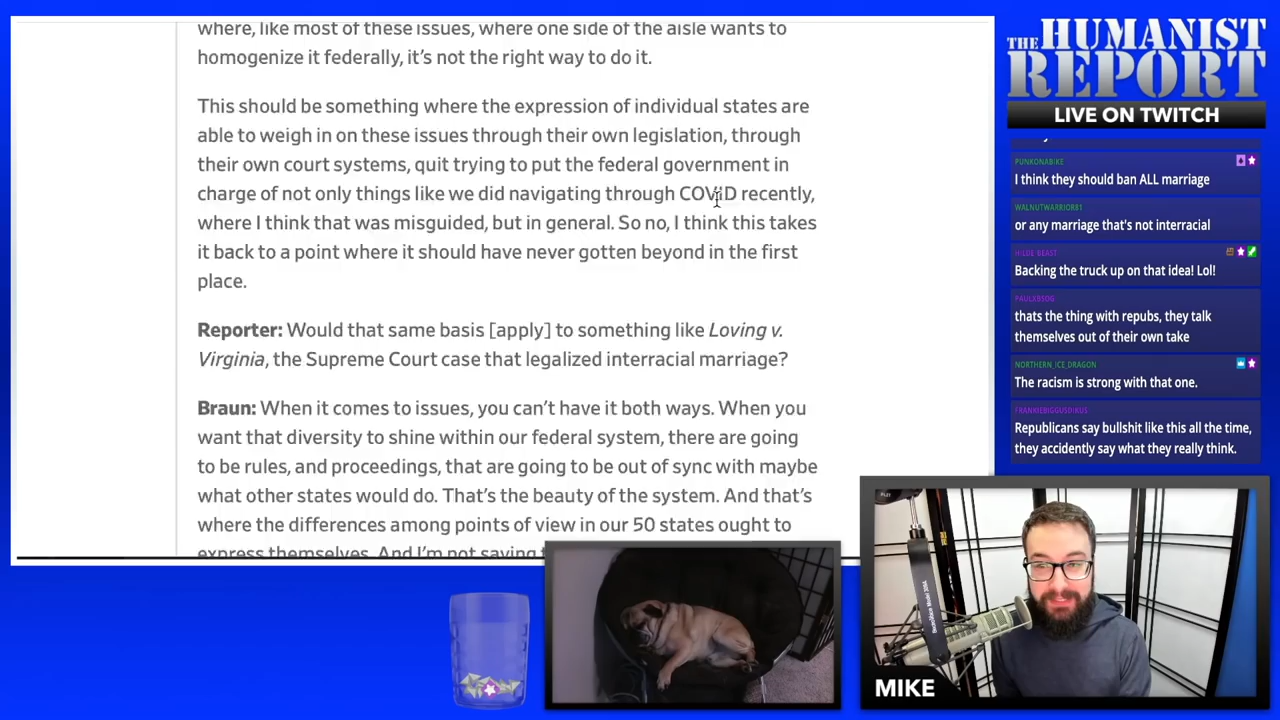 where, like most of these issues, where one side of the aisle wants to
homogenize it federally, it's not the right way to do it.
This should be something where the expression of individual states are
able to weigh in on these issues through their own legislation, through
their own court systems, quit trying to put the federal government in
charge of not only things like we did navigating through COVID recently,
where I think that was misguided, but in general. So no, I think this takes
it back to a point where it should have never gotten beyond in the first
place.
Reporter: Would that same basis [apply] to something like Loving v.
Virginia, the Supreme Court case that legalized interracial marriage?
Braun: When it comes to issues, you can't have it both ways. When you
want that diversity to shine within our federal system, there are going
to be rules, and proceedings, that are going to be out of sync with maybe
what other states would do. That's the beauty of the system. And that's
where the differences among points of view in our 50 states ought to
express themselves. And I'm not saying
THE HUMANIST
REPORT
LIVE ON TWITCH
PUNKONABIKE
I think they should ban ALL marriage
WALNUTWARRIOR81
or any marriage that's not interracial
HILDE-BEAST
Backing the truck up on that idea! Lol!
PAULXBSOG
thats the thing with repubs, they talk
themselves out of their own take
NORTHERN_ICE_DRAGON
The racism is strong with that one.
FRANKIEBIGGUSDIKUS
Republicans say bullshit like this all the time,
they accidently say what they really think.
MIKE